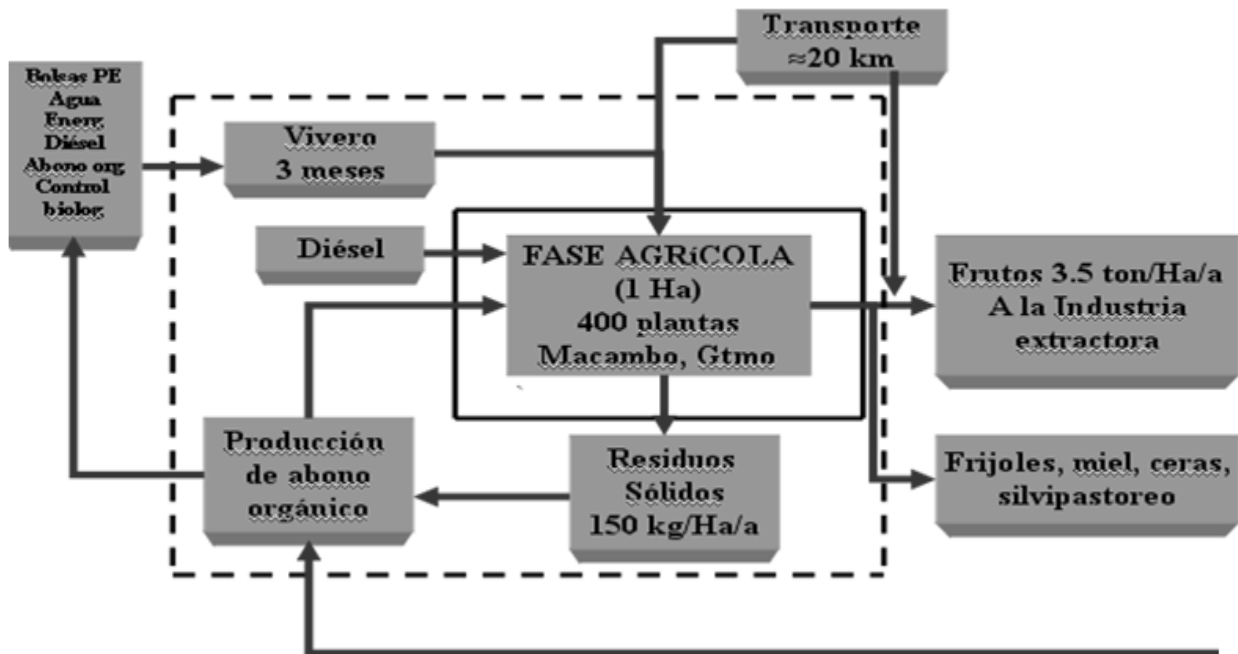 Transporte
≈20 km
Bolsas PE
Agua
Energ
Diésel
Abono org
Control
biolog
Vivero
3 meses
Diésel
FASE AGRíCOLA
(1 Ha)
400 plantas
Macambo, Gtmo
Frutos 3.5 ton/Ha/a
A la Industria
extractora
Producción
de abono
orgánico
Residuos
Sólidos
150 kg/Ha/a
Frijoles, miel, ceras,
silvipastoreo